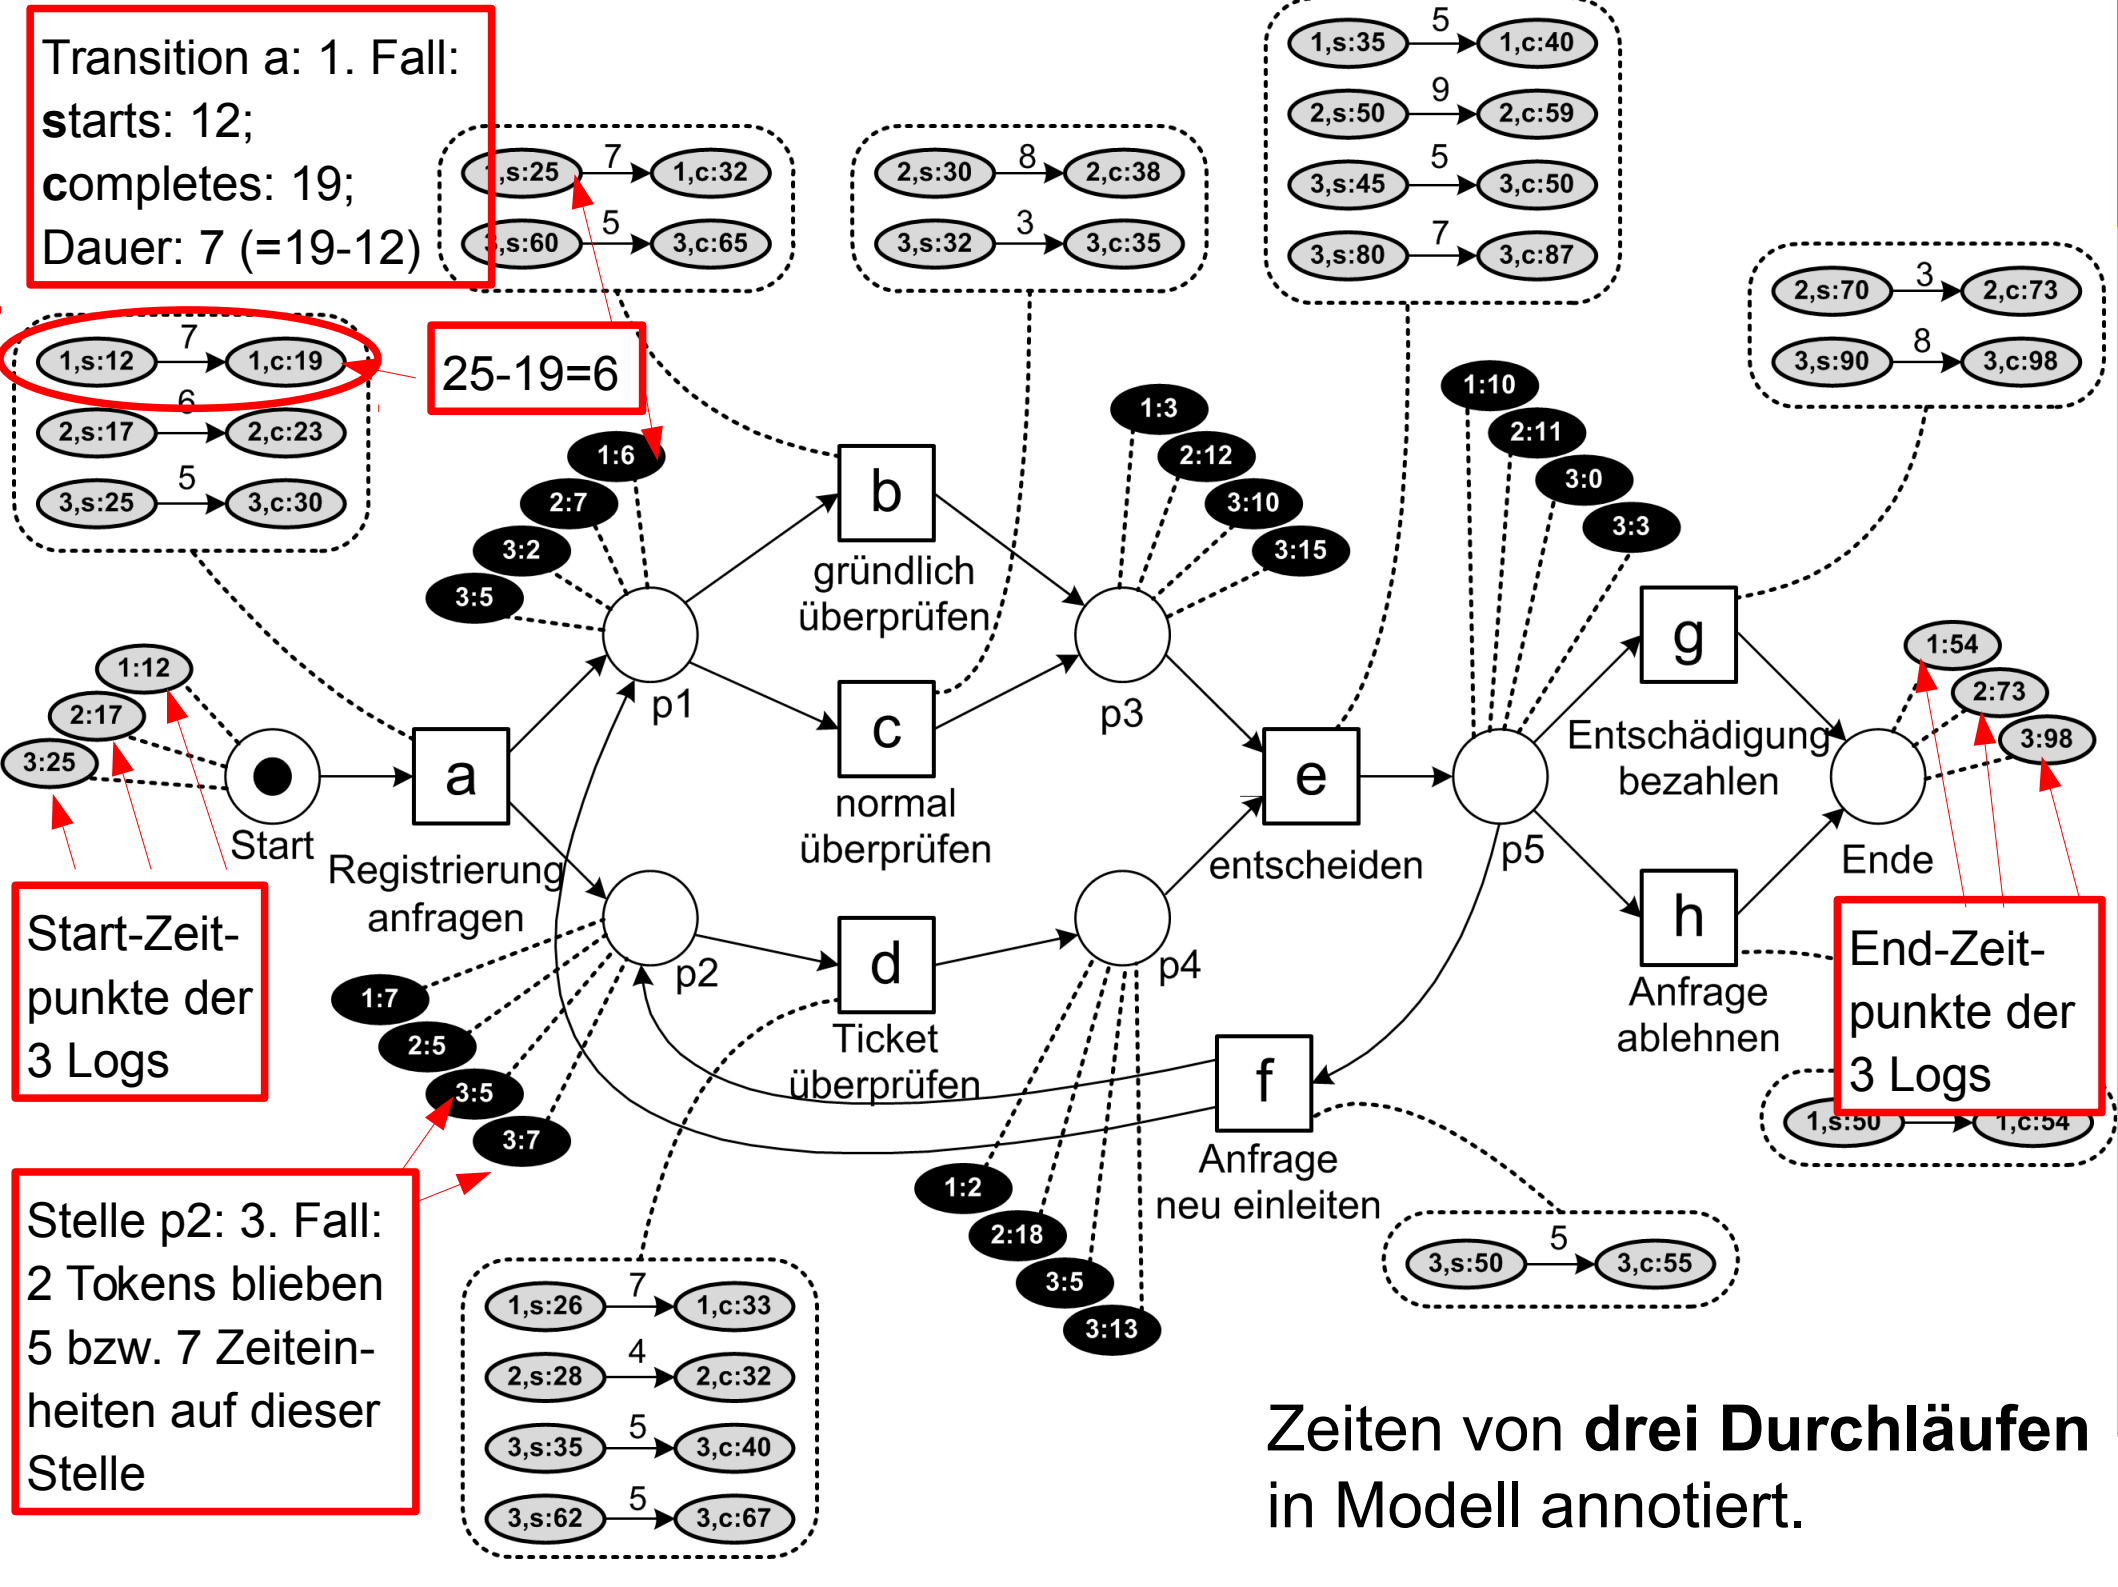 Transition a: 1. Fall:
starts: 12;
completes: 19;
Dauer: 7 (=19-12)
1,s:25 7 1,c:32
3,s:60 5 3,c:65
2,s:30 8 2,c:38
3,s:32 3 3,c:35
1,s:35 5 1,c:40
2,s:50 9 2,c:59
3,s:45 5 3,c:50
3,s:80 7 3,c:87
2,s:70 3 2,c:73
3,s:90 8 3,c:98
1,s:12 7 1,c:19
2,s:17 6 2,c:23
3,s:25 5 3,c:30
25-19=6
1:6
2:7
3:2
3:5
1:3
2:12
3:10
3:15
1:10
2:11
3:0
3:3
b
gründlich
überprüfen
p1
p3
c
normal
überprüfen
1:12
2:17
3:25
Start
a
Registrierung
anfragen
e
entscheiden
p5
g
Entschädigung
bezahlen
1:54
2:73
3:98
Ende
h
Anfrage
ablehnen
Start-Zeit-
punkte der
3 Logs
End-Zeit-
punkte der
3 Logs
1,s:50 1,c:54
p2
d
Ticket
überprüfen
p4
1:7
2:5
3:5
3:7
f
Anfrage
neu einleiten
1:2
2:18
3:5
3:13
3,s:50 5 3,c:55
Stelle p2: 3. Fall:
2 Tokens blieben
5 bzw. 7 Zeitein-
heiten auf dieser
Stelle
1,s:26 7 1,c:33
2,s:28 4 2,c:32
3,s:35 5 3,c:40
3,s:62 5 3,c:67
Zeiten von drei Durchläufen
in Modell annotiert.